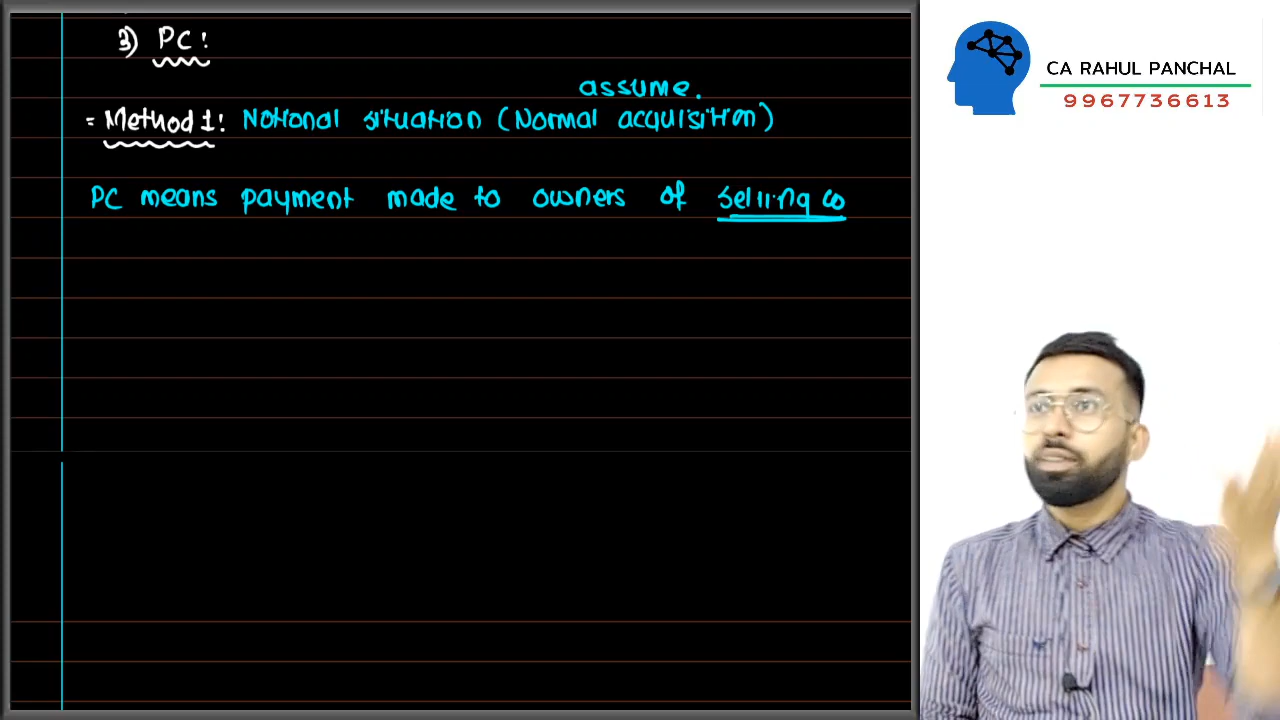 3) PC:
assume.
= Method 1: Notional situation (Normal acquisition)
PC means payment made to owners of Selling co
CA RAHUL PANCHAL
9967736613